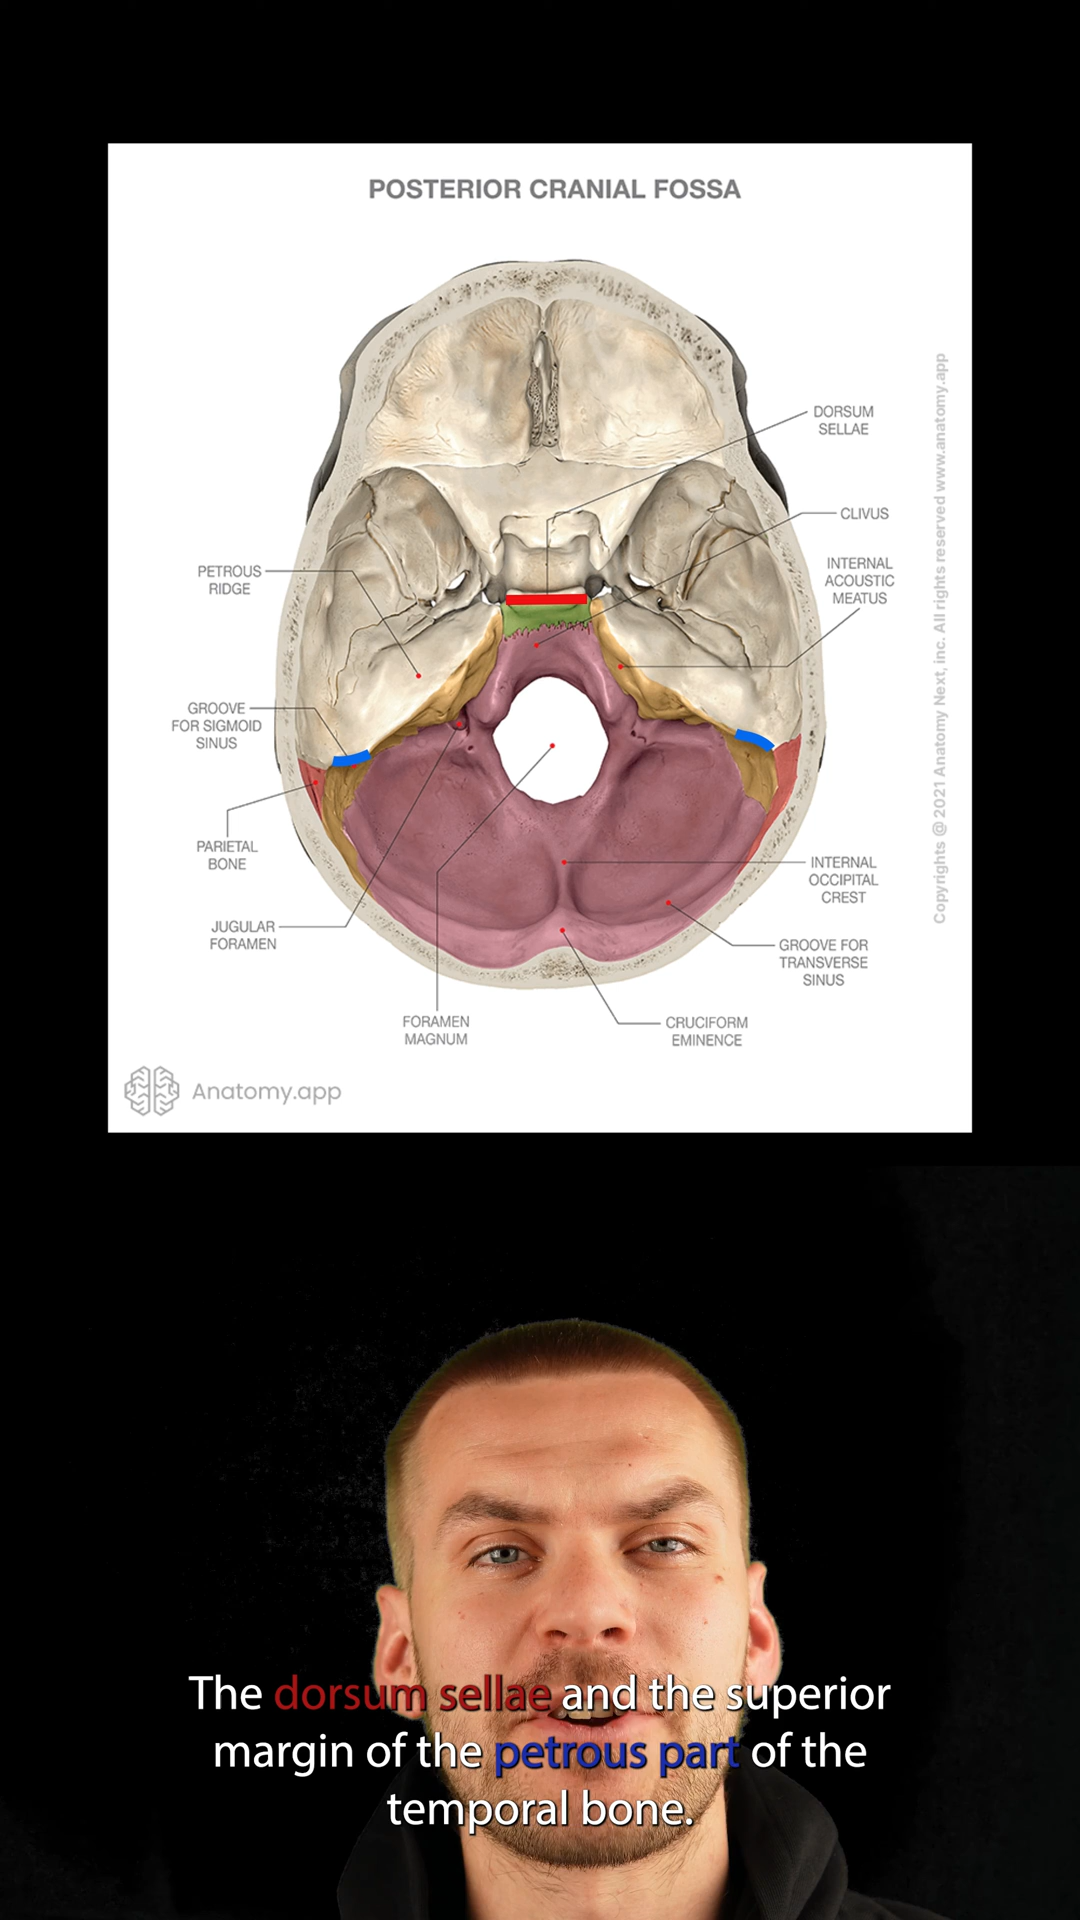 POSTERIOR CRANIAL FOSSA
DORSUM
SELLAE
CLIVUS
INTERNAL
ACOUSTIC
MEATUS
PETROUS
RIDGE
GROOVE
FOR SIGMOID
SINUS
PARIETAL
BONE
JUGULAR
FORAMEN
FORAMEN
MAGNUM
INTERNAL
OCCIPITAL
CREST
GROOVE FOR
TRANSVERSE
SINUS
CRUCIFORM
EMINENCE
Copyrights @ 2021 Anatomy Next, inc. All rights reserved www.anatomy.app
Anatomy.app
The dorsum sellae and the superior
margin of the petrous part of the
temporal bone.